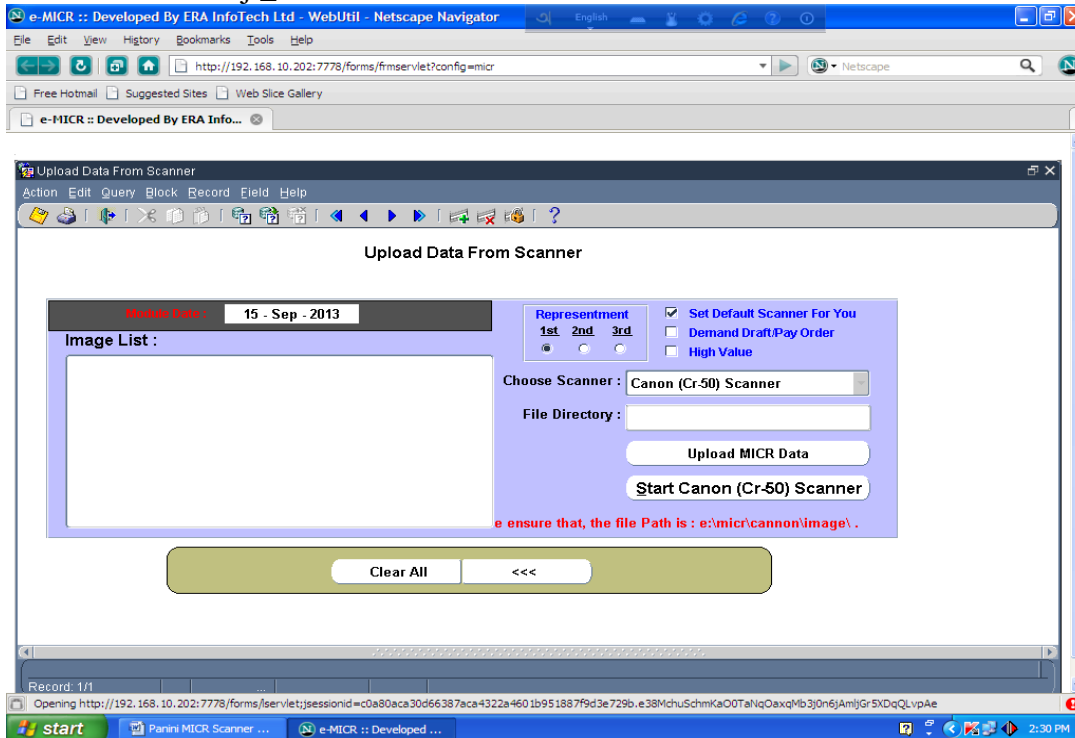 e-MICR :: Developed By ERA InfoTech Ltd - WebUtil - Netscape Navigator
English
File Edit View History Bookmarks Tools Help
http://192.168.10.202:7778/forms/frmservlet?config=micr
Netscape
Free Hotmail Suggested Sites Web Slice Gallery
e-MICR :: Developed By ERA Info...
Upload Data From Scanner
Action Edit Query Block Record Field Help
Upload Data From Scanner
Module Date : 15 - Sep - 2013
Image List :
Representment
1st 2nd 3rd
Set Default Scanner For You
Demand Draft/Pay Order
High Value
Choose Scanner : Canon (Cr-50) Scanner
File Directory :
Upload MICR Data
Start Canon (Cr-50) Scanner
e ensure that, the file Path is : e:\micr\cannon\image\ .
Clear All <<<
Record: 1/1 ...
Opening http://192.168.10.202:7778/forms/lservlet;jsessionid=
start Panini MICR Scanner ... e-MICR :: Developed ... 2:30 PM